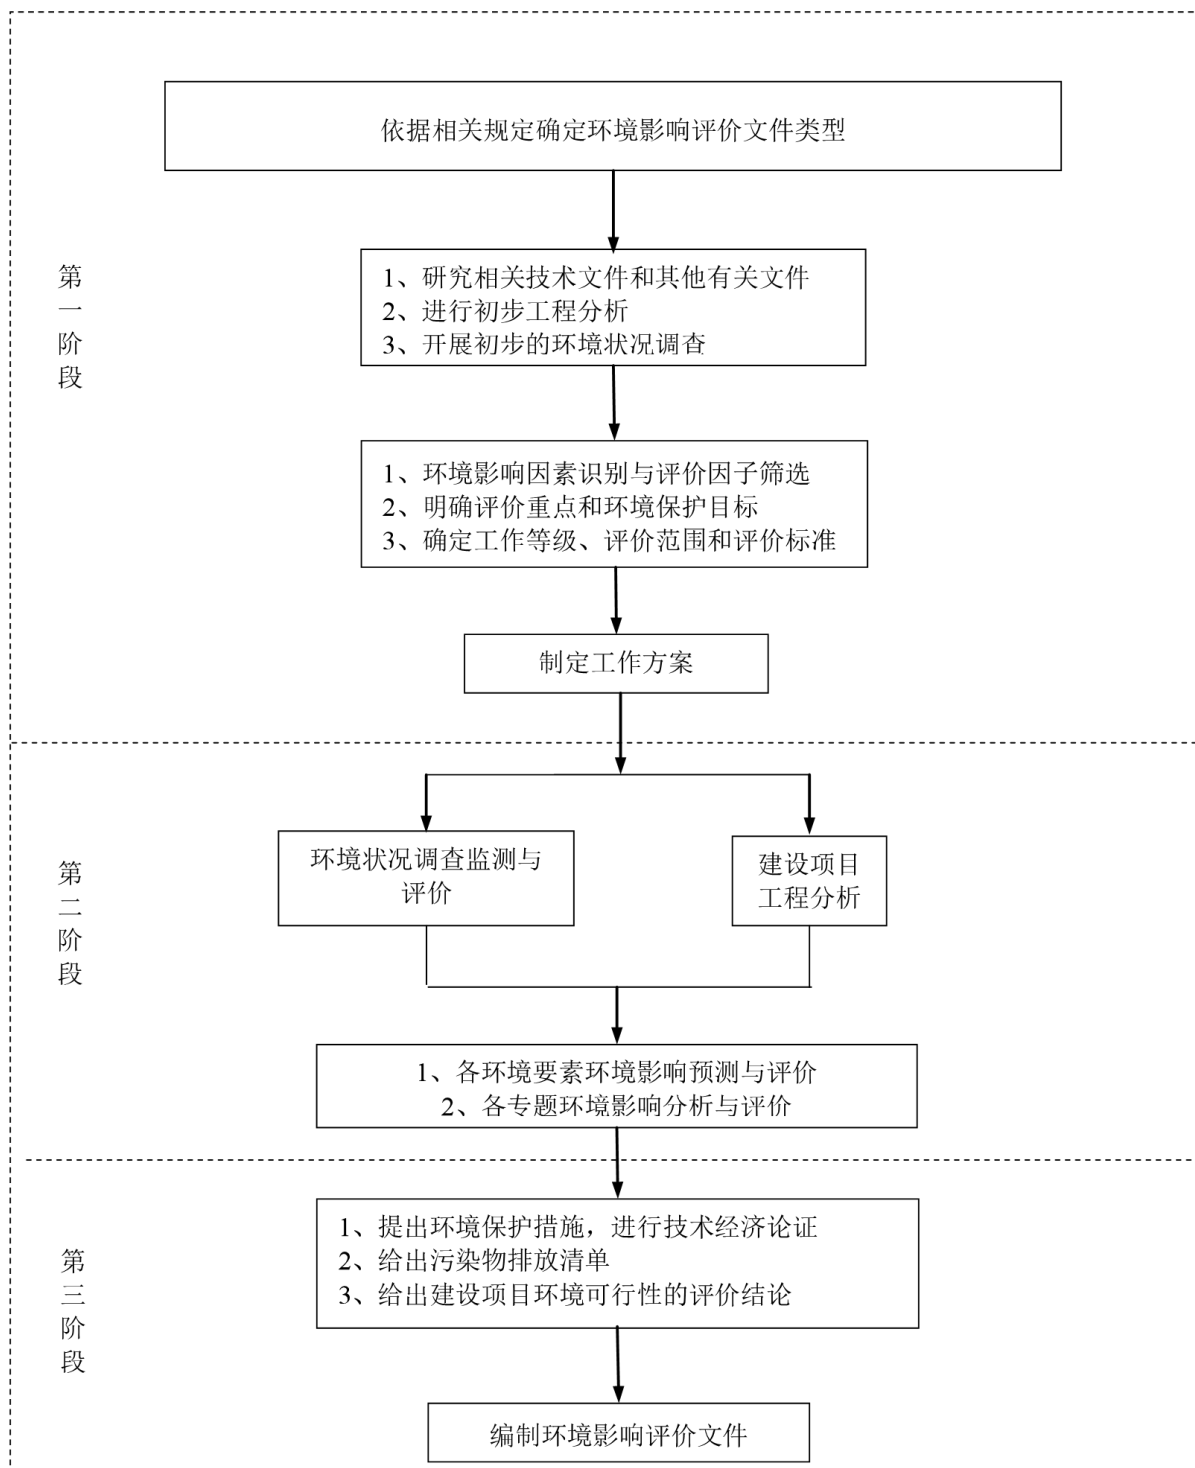 依据相关规定确定环境影响评价文件类型
第一阶段
1、研究相关技术文件和其他有关文件
2、进行初步工程分析
3、开展初步的环境状况调查
1、环境影响因素识别与评价因子筛选
2、明确评价重点和环境保护目标
3、确定工作等级、评价范围和评价标准
制定工作方案
第二阶段
环境状况调查监测与
评价
建设项目
工程分析
1、各环境要素环境影响预测与评价
2、各专题环境影响分析与评价
第三阶段
1、提出环境保护措施，进行技术经济论证
2、给出污染物排放清单
3、给出建设项目环境可行性的评价结论
编制环境影响评价文件